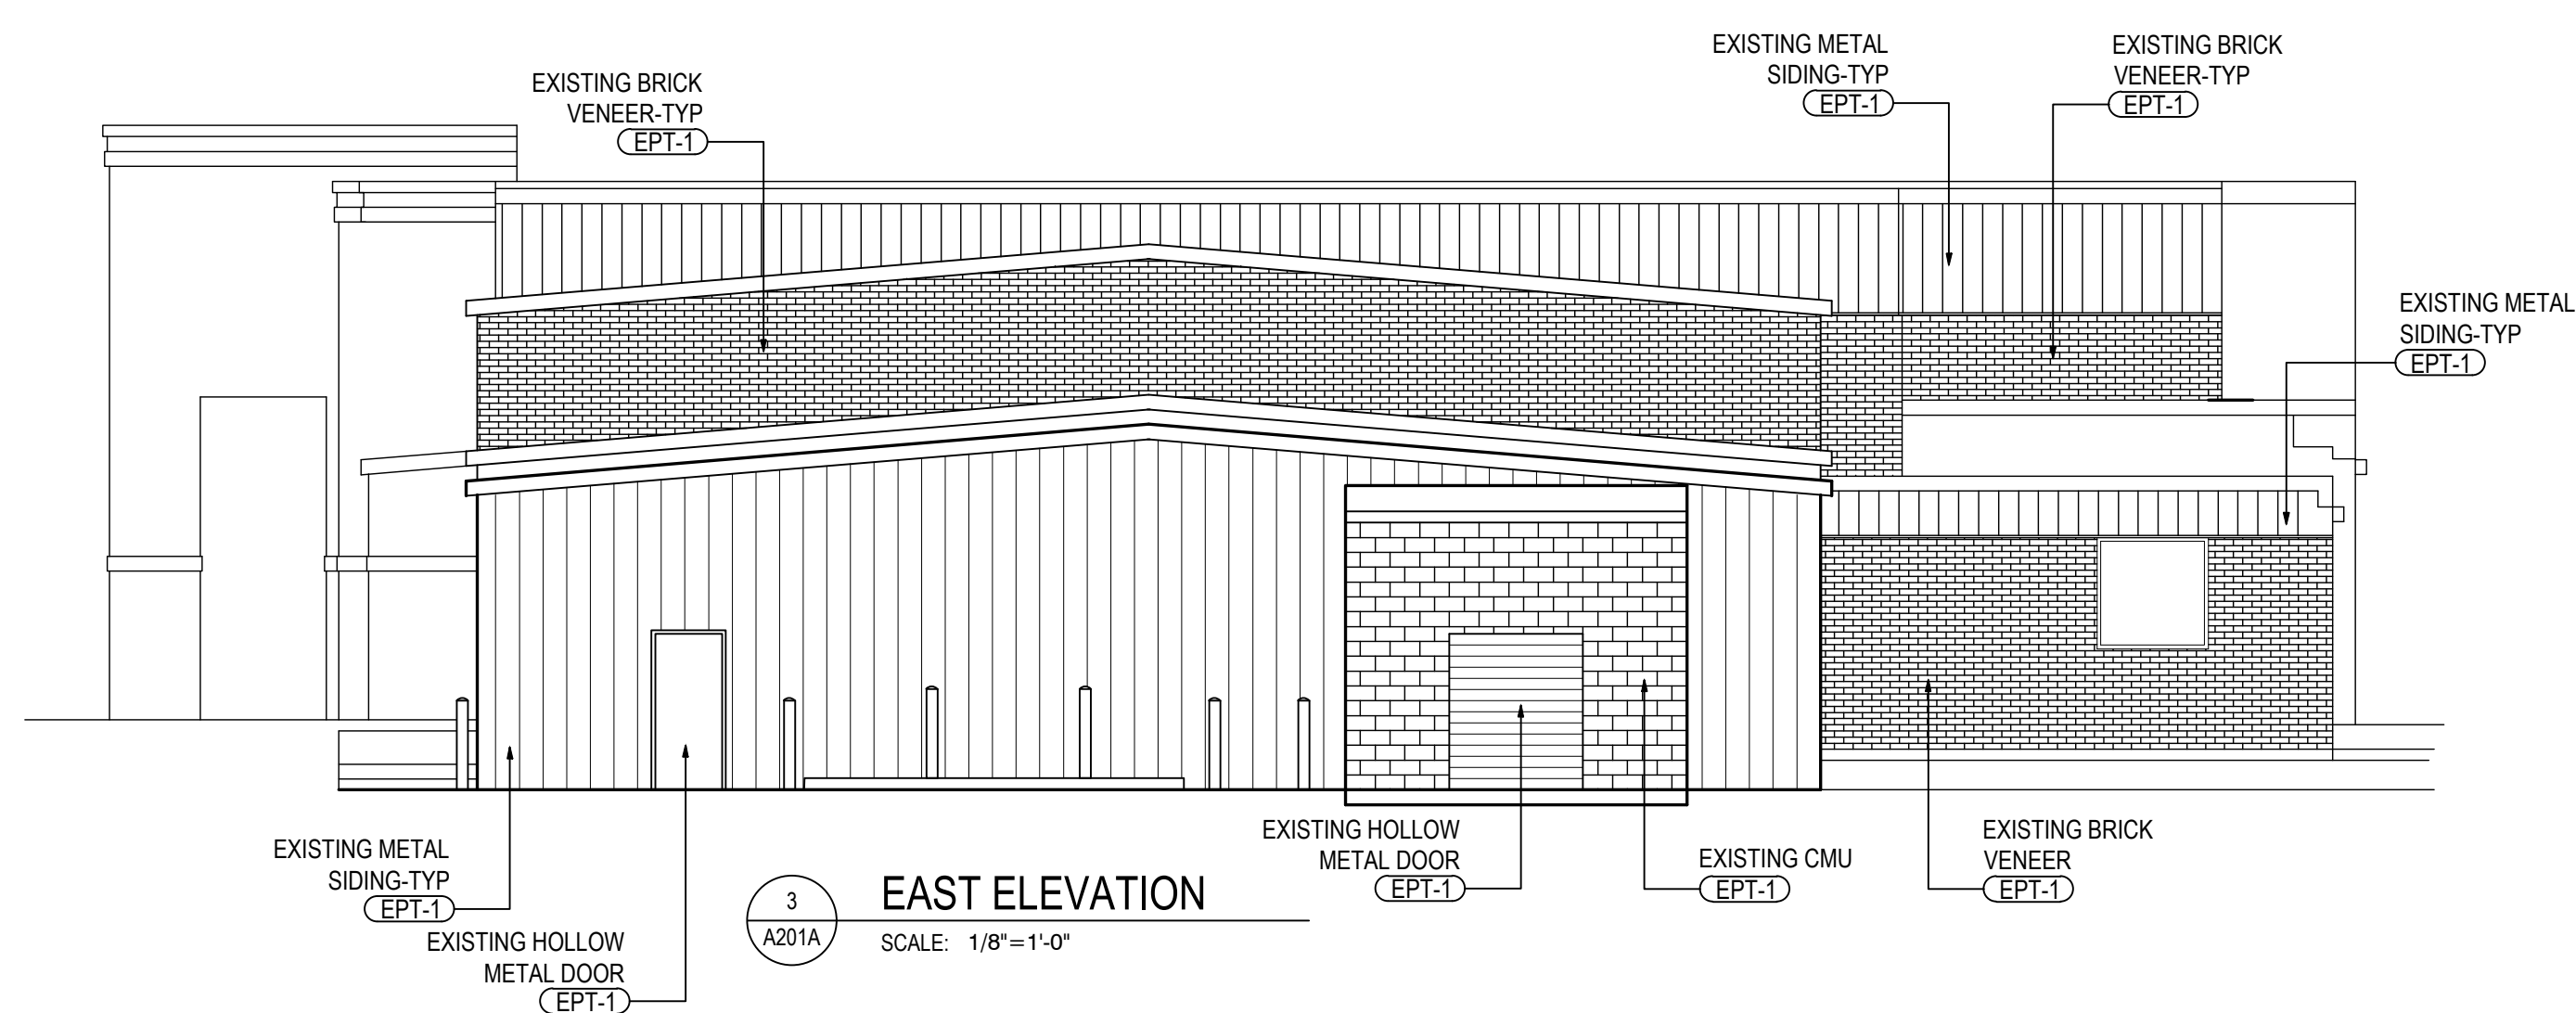 EXISTING METAL
SIDING-TYP
EPT-1
EXISTING BRICK
VENEER-TYP
EPT-1
EXISTING BRICK
VENEER-TYP
EPT-1
EXISTING METAL
SIDING-TYP
EPT-1
EXISTING METAL
SIDING-TYP
EPT-1
EXISTING HOLLOW
METAL DOOR
EPT-1
3
A201A
EAST ELEVATION
SCALE: 1/8"=1'-0"
EXISTING HOLLOW
METAL DOOR
EPT-1
EXISTING CMU
EPT-1
EXISTING BRICK
VENEER
EPT-1